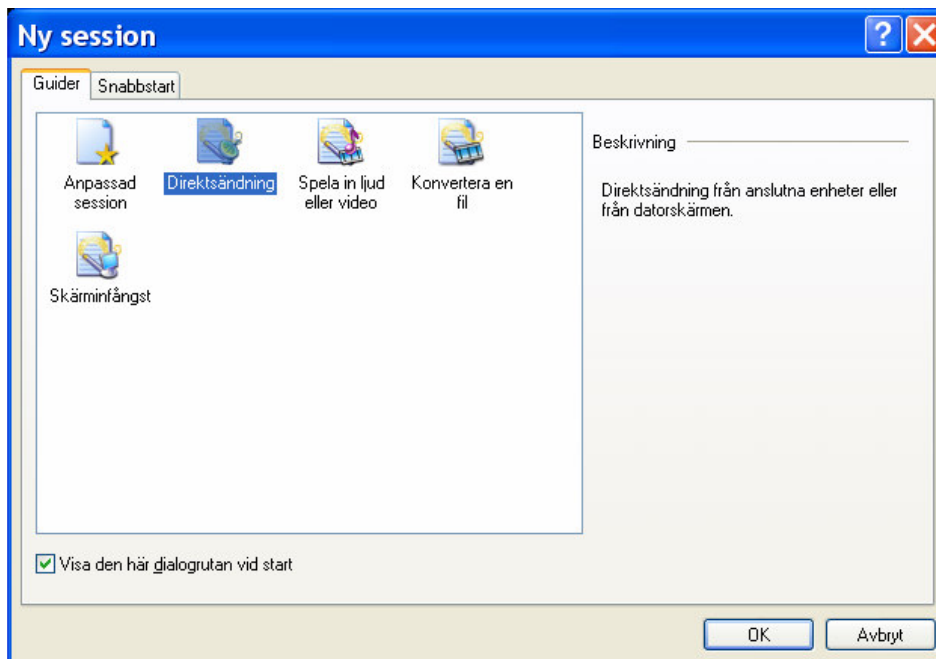 Ny session
Guider
Snabbstart
Anpassad
session
Direktsändning
Spela in ljud
eller video
Konvertera en
fil
Skärminfångst
Beskrivning
Direktsändning från anslutna enheter eller
från datorskärmen.
Visa den här dialogrutan vid start
OK
Avbryt